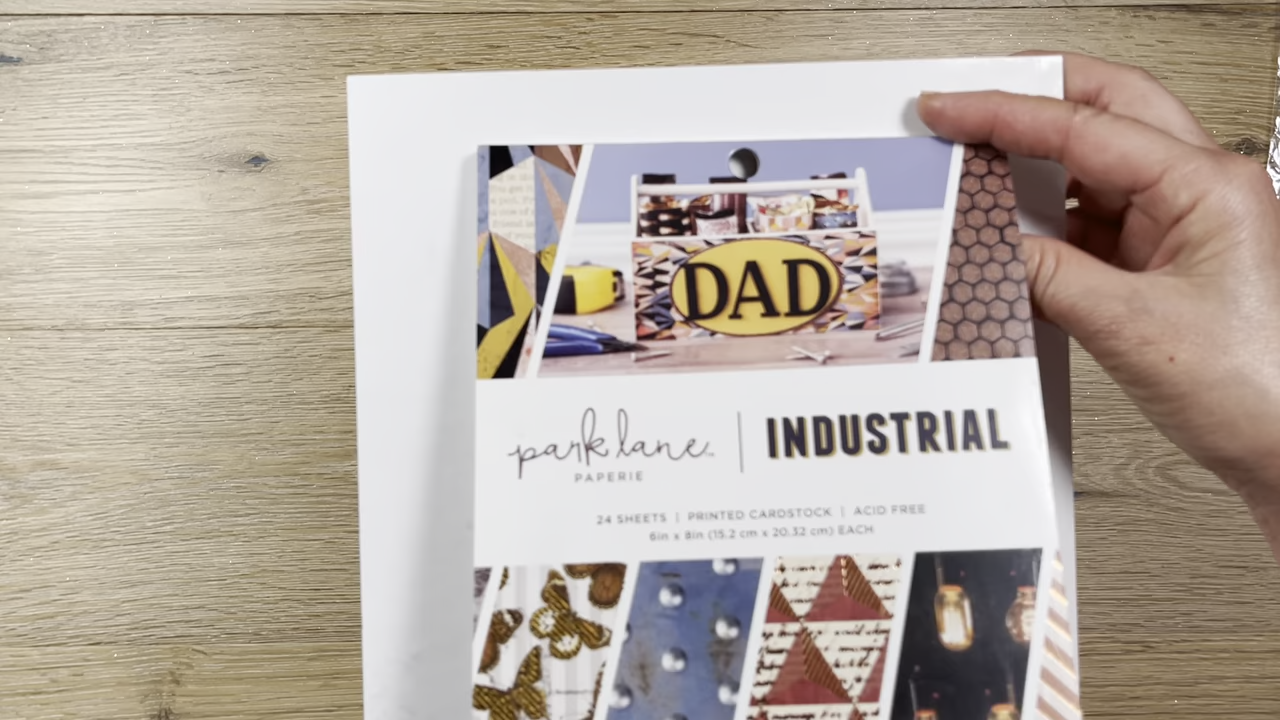 DAD
park lane
PAPERIE
INDUSTRIAL
24 SHEETS | PRINTED CARDSTOCK | ACID FREE
6in x 8in (15.2 cm x 20.32 cm) EACH